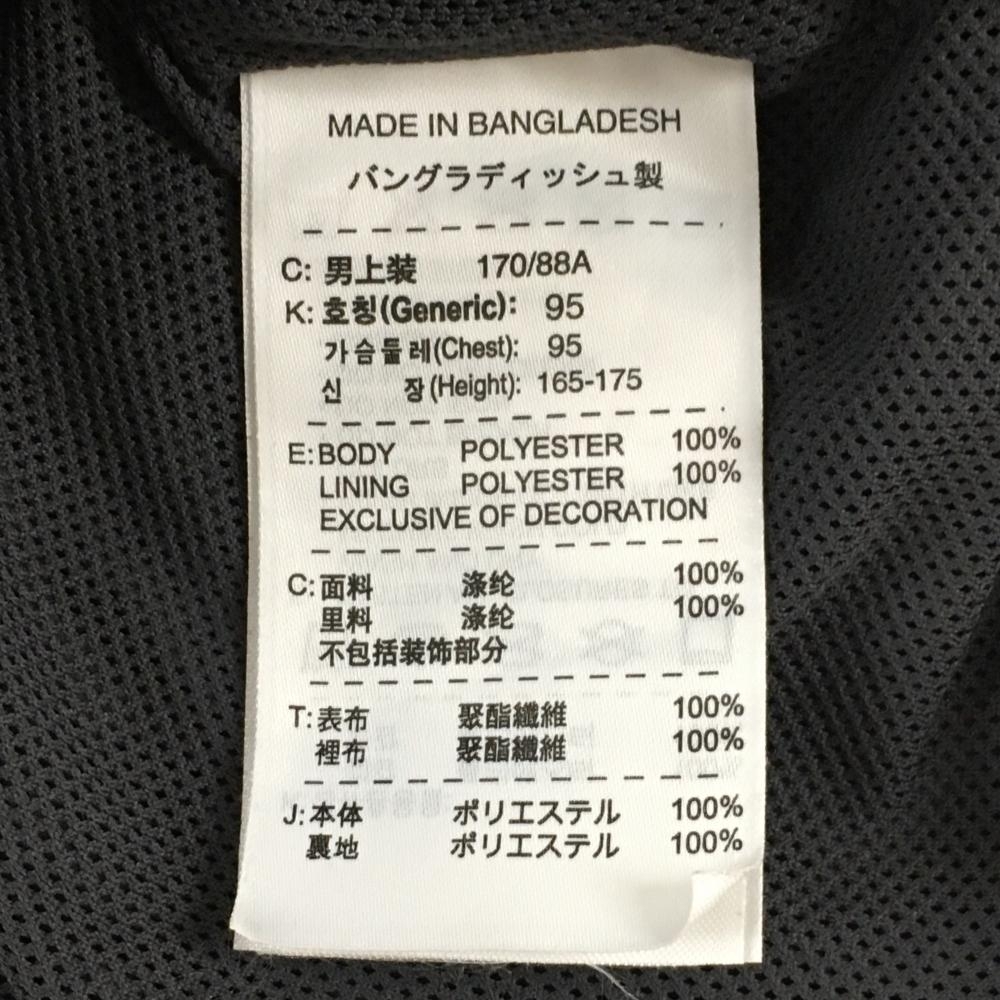 MADE IN BANGLADESH
バングラディッシュ製
C: 男上装 170/88A
K: 호칭(Generic): 95
가슴둘레(Chest): 95
신 장(Height): 165-175
E: BODY POLYESTER 100%
LINING POLYESTER 100%
EXCLUSIVE OF DECORATION
C: 面料 涤纶 100%
里料 涤纶 100%
不包括装饰部分
T: 表布 聚酯纖維 100%
裡布 聚酯纖維 100%
J: 本体 ポリエステル 100%
裏地 ポリエステル 100%